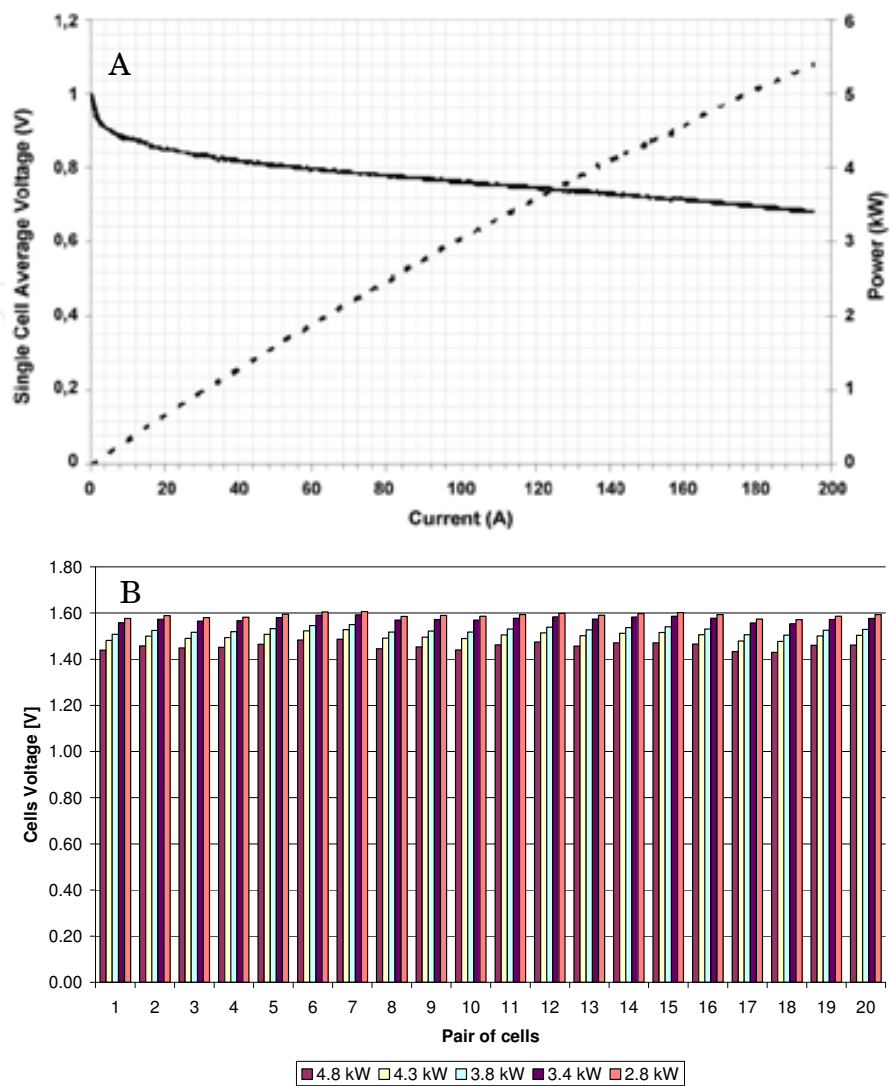 A
1,2
1
0,8
0,6
0,4
0,2
0
Single Cell Average Voltage (V)
6
5
4
3
2
1
0
Power (kW)
0 20 40 60 80 100 120 140 160 180 200
Current (A)
B
1.80
1.60
1.40
1.20
1.00
0.80
0.60
0.40
0.20
0.00
Cells Voltage [V]
1 2 3 4 5 6 7 8 9 10 11 12 13 14 15 16 17 18 19 20
Pair of cells
4.8 kW 4.3 kW 3.8 kW 3.4 kW 2.8 kW